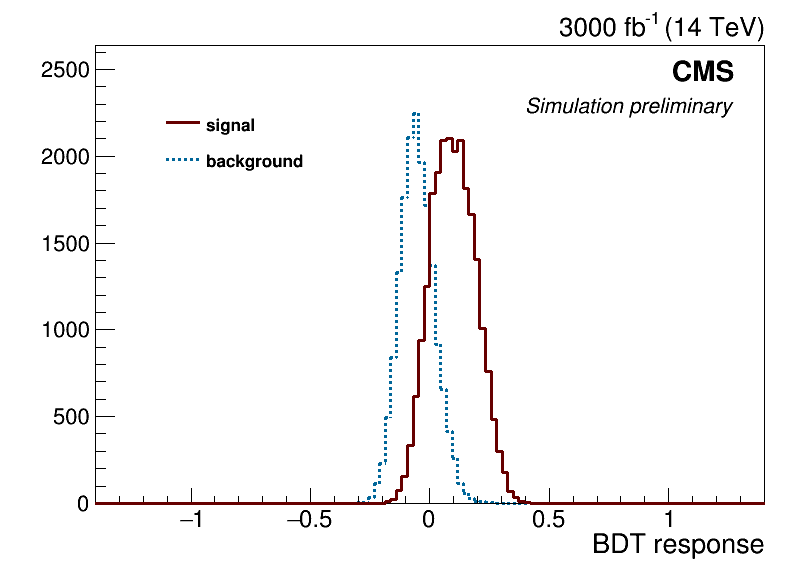 3000 fb⁻¹ (14 TeV)
2500
CMS
Simulation preliminary
signal
2000
background
1500
1000
500
0
−1 −0.5 0 0.5 1
BDT response